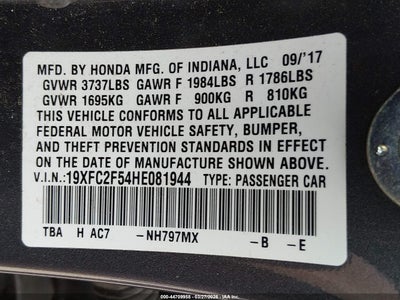 MFD. BY HONDA MFG. OF INDIANA, LLC 09/'17
GVWR 3737LBS GAWR F 1984LBS R 1786LBS
GVWR 1695KG GAWR F 900KG R 810KG
THIS VEHICLE CONFORMS TO ALL APPLICABLE
FEDERAL MOTOR VEHICLE SAFETY, BUMPER,
AND THEFT PREVENTION STANDARDS IN EFFECT
ON THE DATE OF MANUFACTURE SHOWN ABOVE.
V.I.N.: 19XFC2F54HE081944 TYPE: PASSENGER CAR
TBA H AC7 -NH797MX -B -E